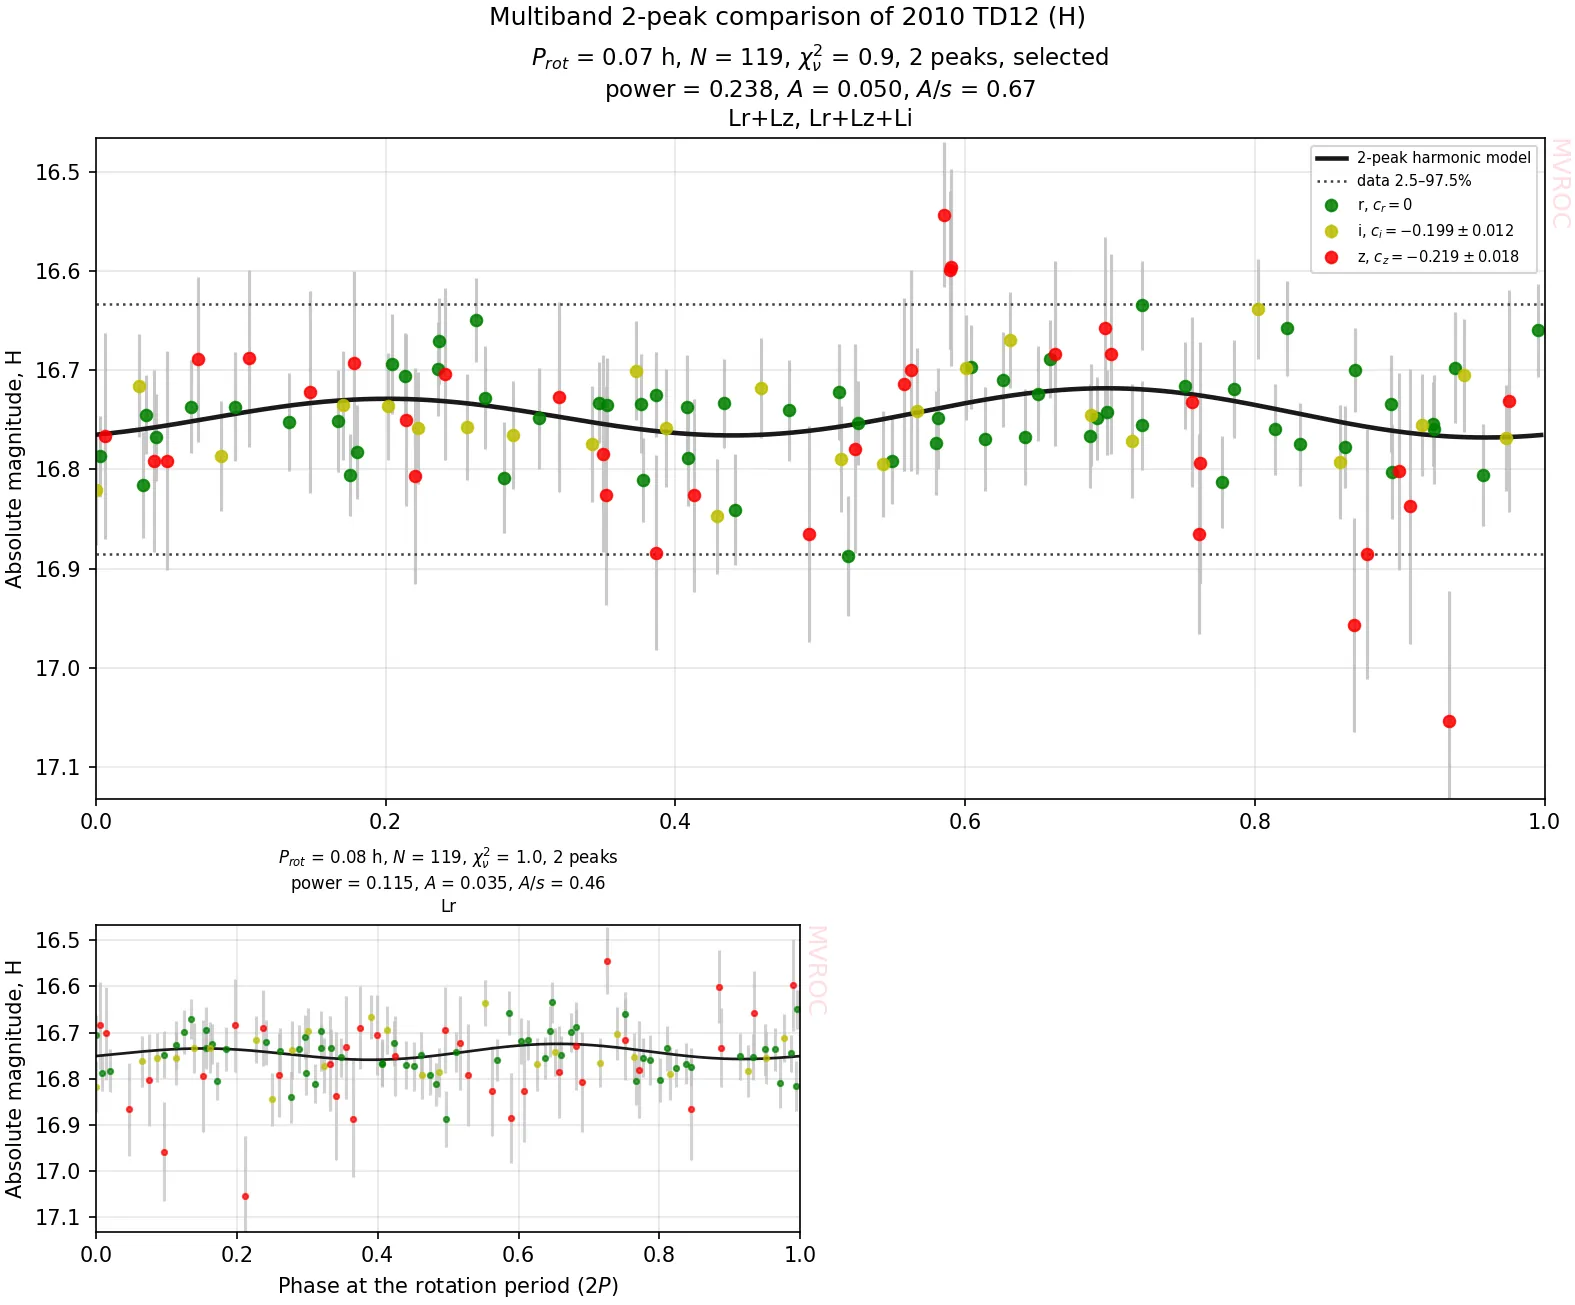 Multiband 2-peak comparison of 2010 TD12 (H)
P_rot = 0.07 h, N = 119, χ²_ν = 0.9, 2 peaks, selected
power = 0.238, A = 0.050, A/s = 0.67
Lr+Lz, Lr+Lz+Li
2-peak harmonic model
data 2.5–97.5%
r, c_r = 0
i, c_i = −0.199 ± 0.012
z, c_z = −0.219 ± 0.018
MVROC
Absolute magnitude, H
16.5
16.6
16.7
16.8
16.9
17.0
17.1
0.0 0.2 0.4 0.6 0.8 1.0
P_rot = 0.08 h, N = 119, χ²_ν = 1.0, 2 peaks
power = 0.115, A = 0.035, A/s = 0.46
Lr
MVROC
Absolute magnitude, H
16.5
16.6
16.7
16.8
16.9
17.0
17.1
0.0 0.2 0.4 0.6 0.8 1.0
Phase at the rotation period (2P)